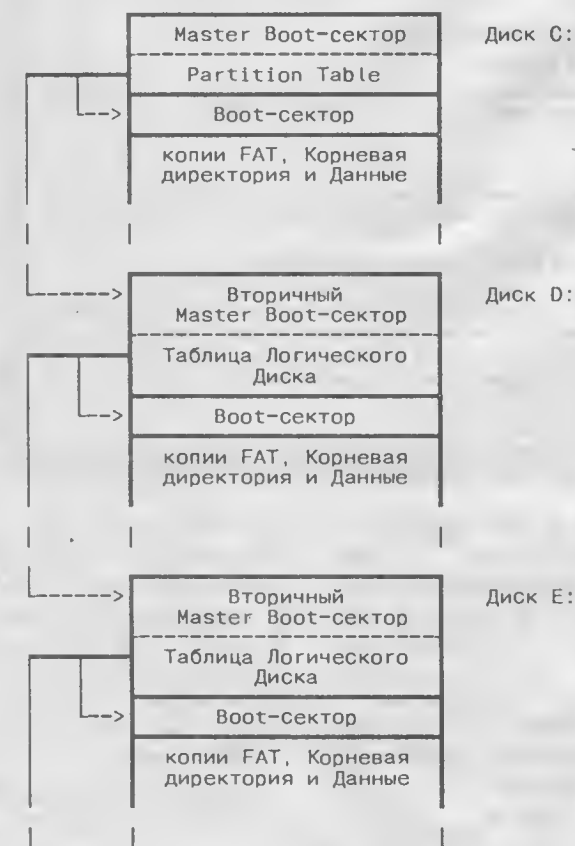 Master Boot-сектор
Диск C:
Partition Table
Boot-сектор
копии FAT, Корневая
директория и Данные
Вторичный
Диск D:
Master Boot-сектор
Таблица Логического
Диска
Boot-сектор
копии FAT, Корневая
директория и Данные
Вторичный
Диск E:
Master Boot-сектор
Таблица Логического
Диска
Boot-сектор
копии FAT, Корневая
директория и Данные